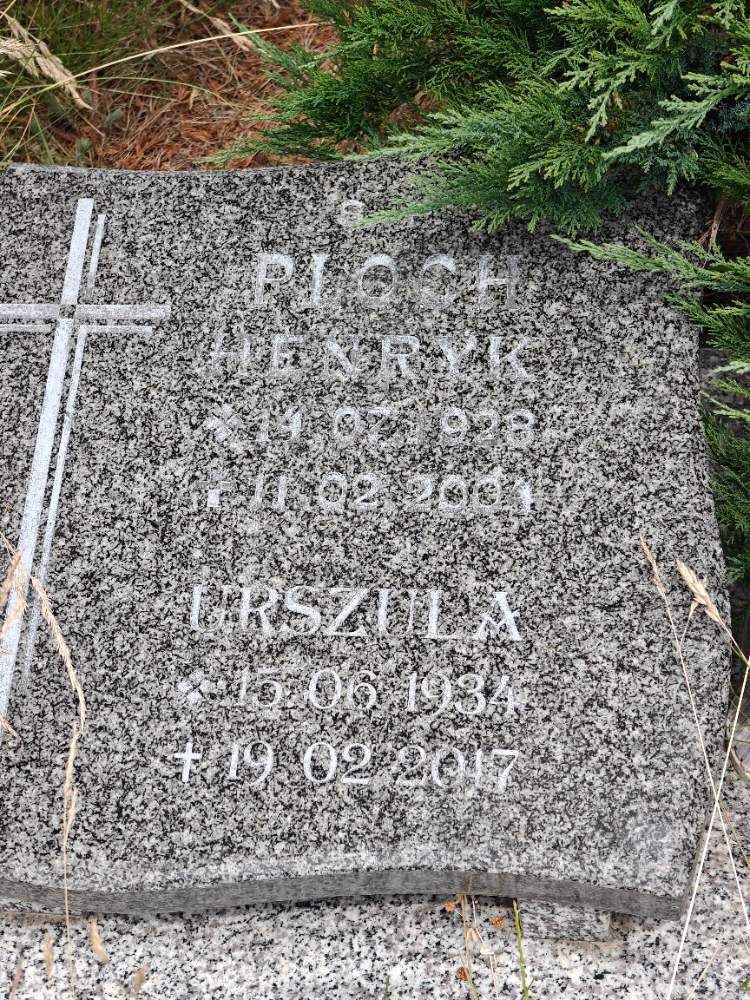 PLOCH
HENRYK
14.07.1928
11.02.2001
URSZULA
15.06.1934
19.02.2017